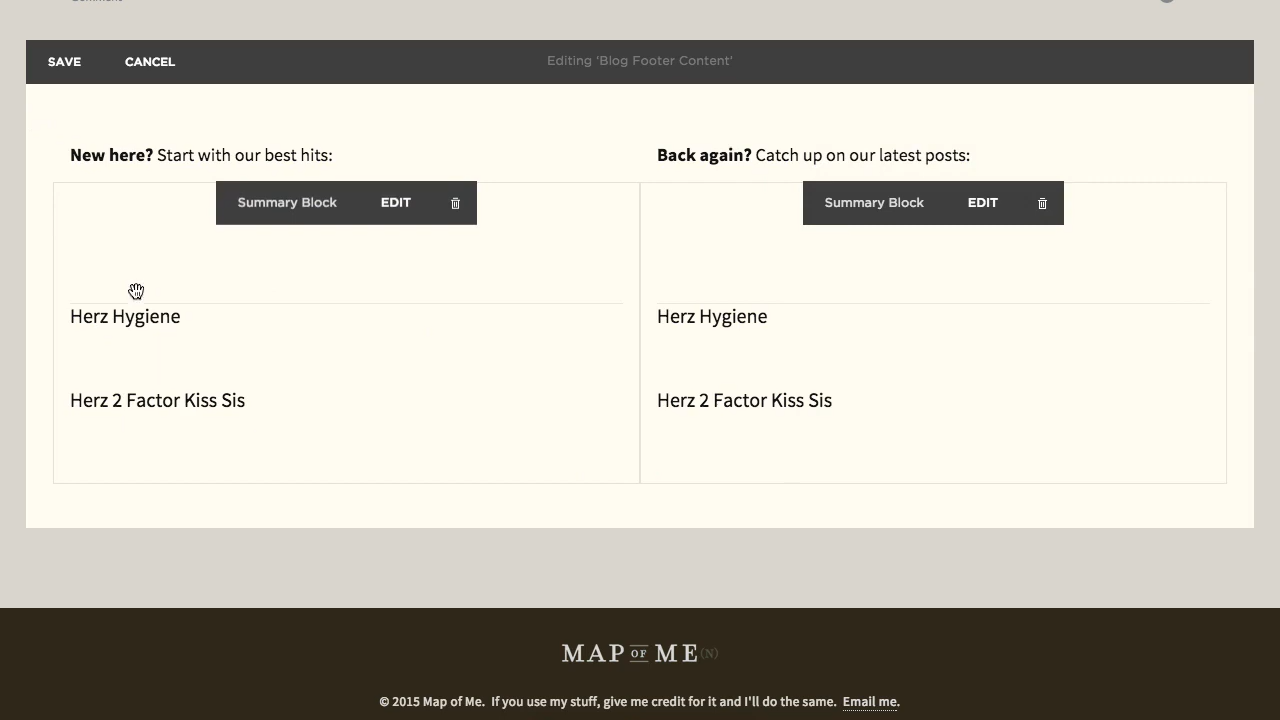 SAVE CANCEL Editing 'Blog Footer Content'
New here? Start with our best hits:
Summary Block EDIT
Herz Hygiene
Herz 2 Factor Kiss Sis
Back again? Catch up on our latest posts:
Summary Block EDIT
Herz Hygiene
Herz 2 Factor Kiss Sis
MAP OF ME (N)
© 2015 Map of Me. If you use my stuff, give me credit for it and I'll do the same. Email me.